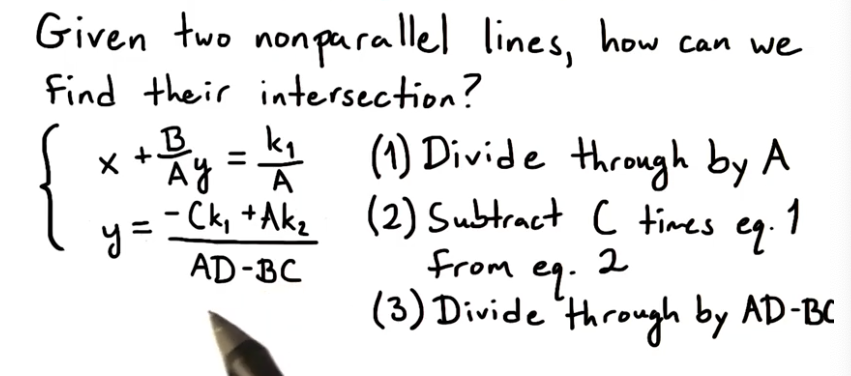 Given two nonparallel lines, how can we
find their intersection?
x + B/A y = k₁/A
y = -Ck₁ + Ak₂ / AD-BC
(1) Divide through by A
(2) Subtract C times eq. 1
from eq. 2
(3) Divide through by AD-BC